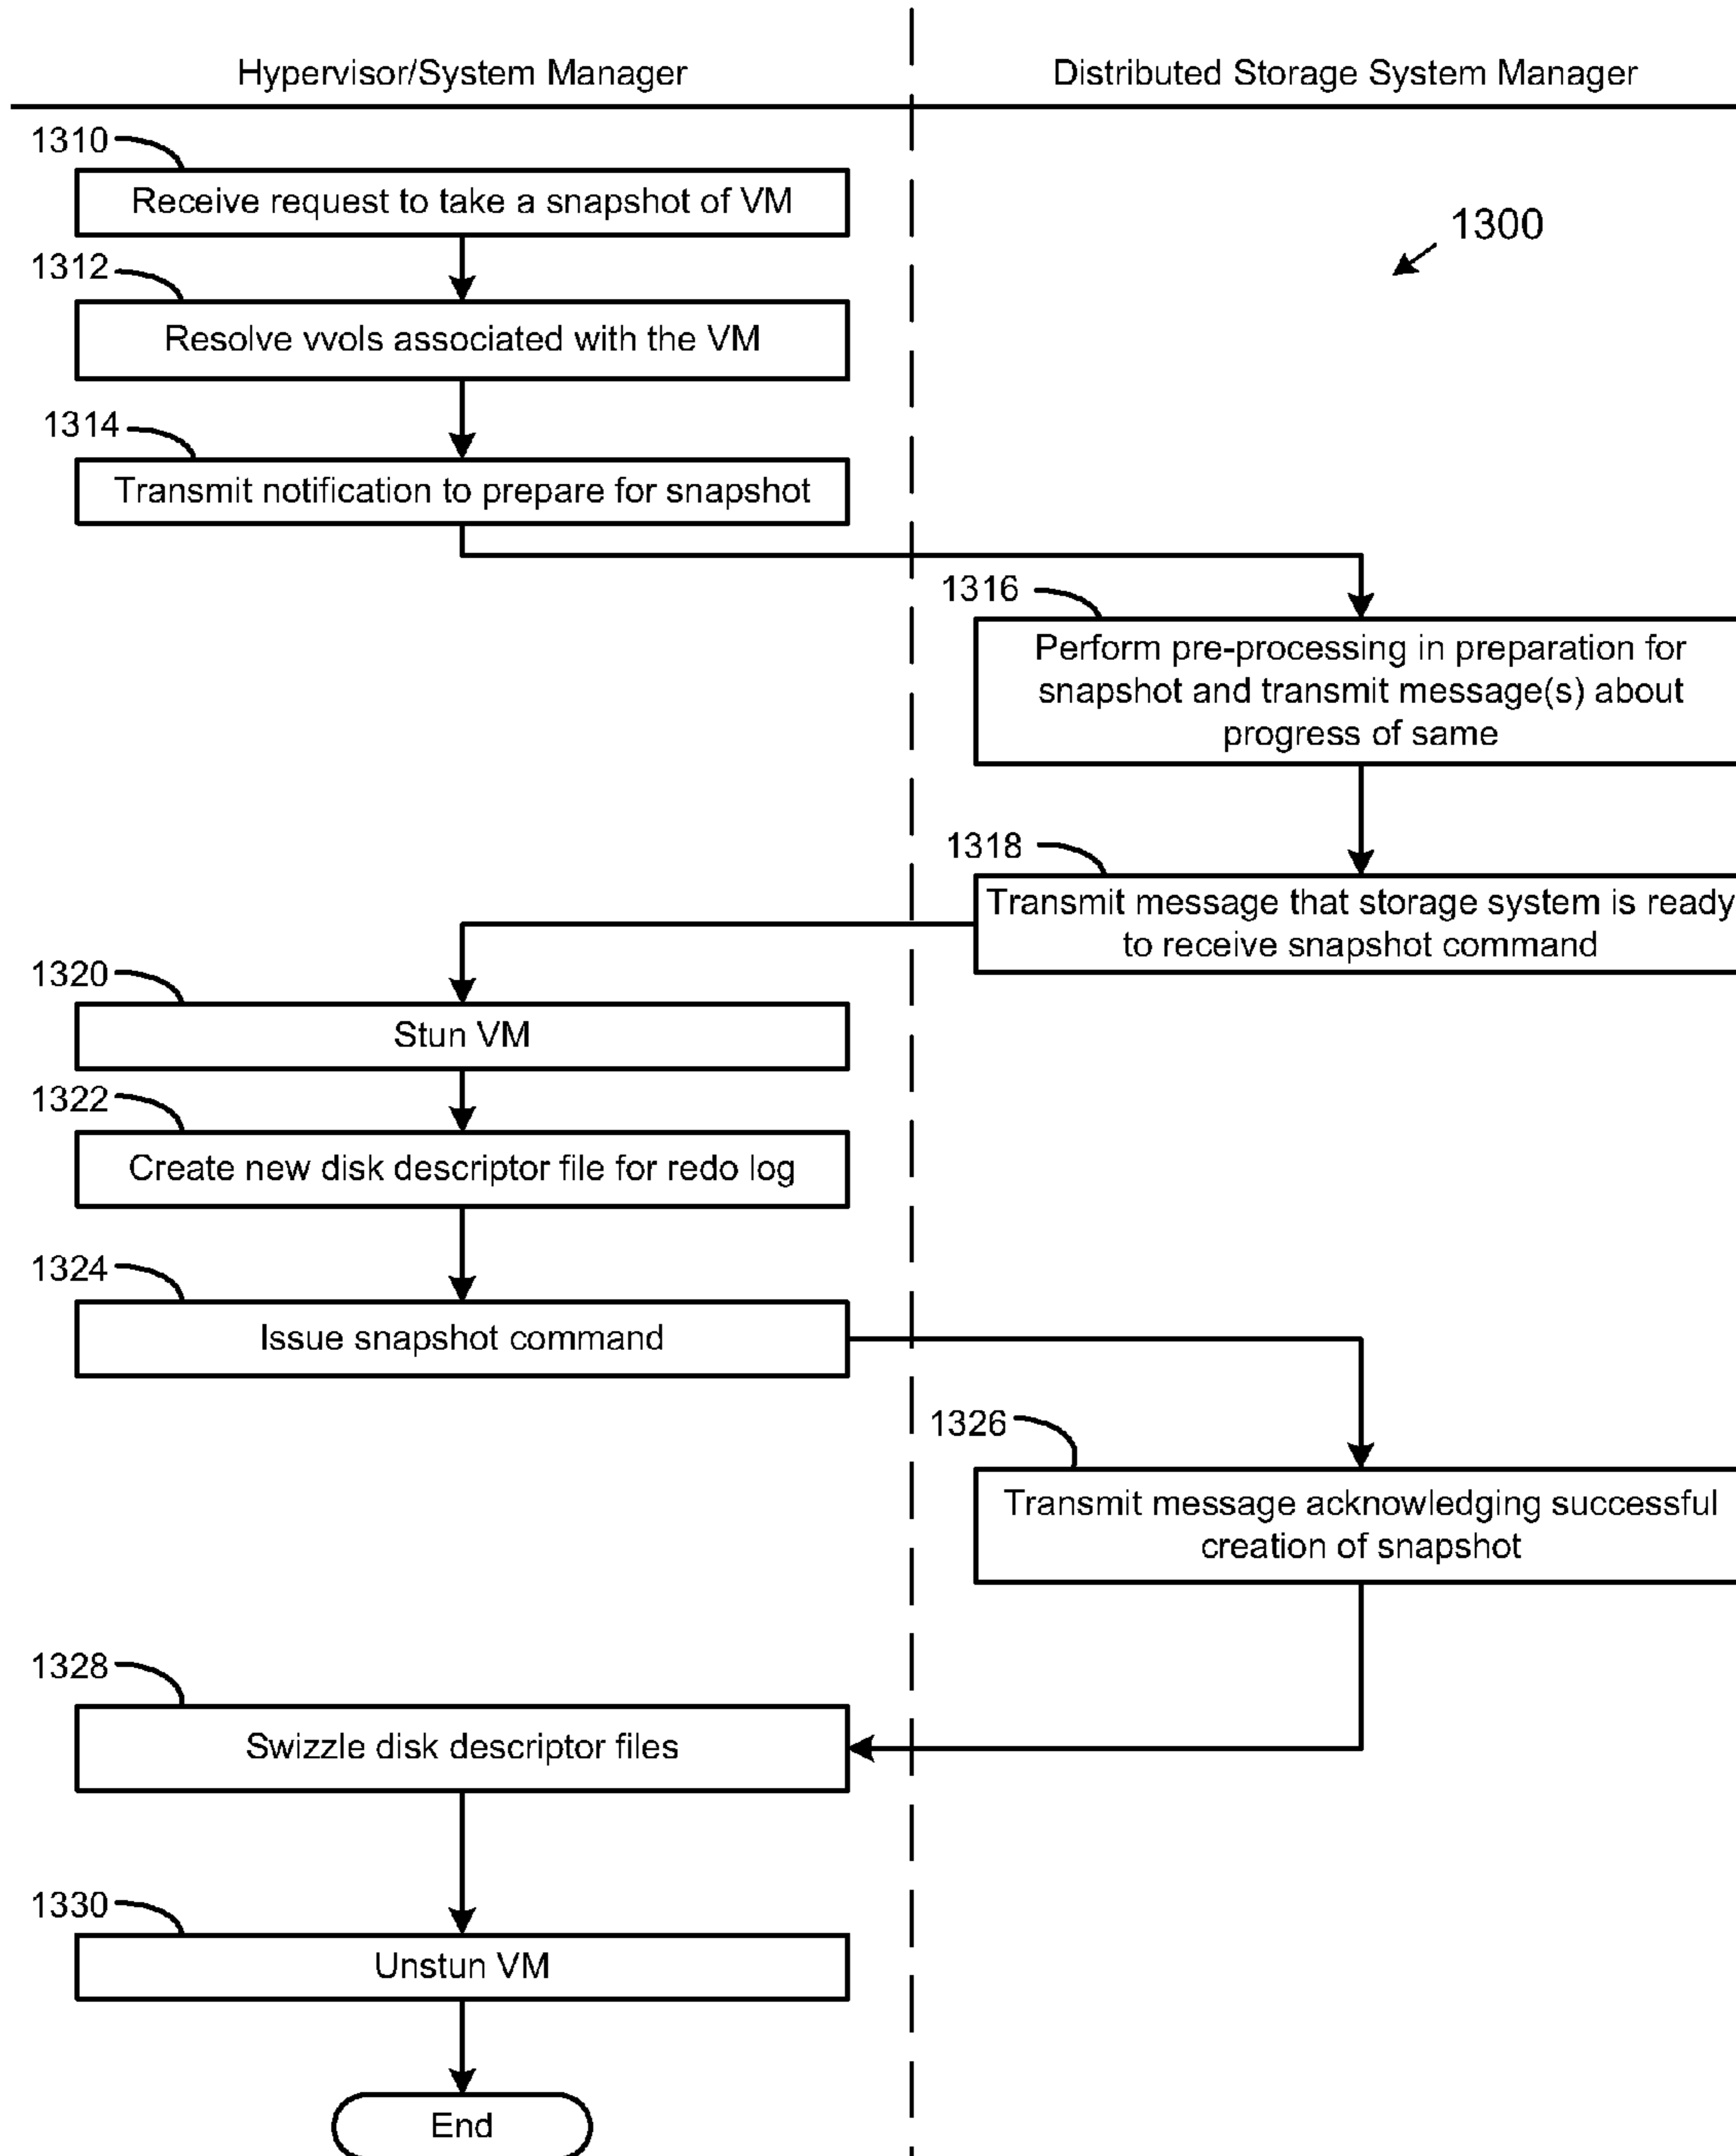 Hypervisor/System Manager
Distributed Storage System Manager
1310
Receive request to take a snapshot of VM
1300
1312
Resolve vvols associated with the VM
1314
Transmit notification to prepare for snapshot
1316
Perform pre-processing in preparation for
snapshot and transmit message(s) about
progress of same
1318
Transmit message that storage system is ready
to receive snapshot command
1320
Stun VM
1322
Create new disk descriptor file for redo log
1324
Issue snapshot command
1326
Transmit message acknowledging successful
creation of snapshot
1328
Swizzle disk descriptor files
1330
Unstun VM
End